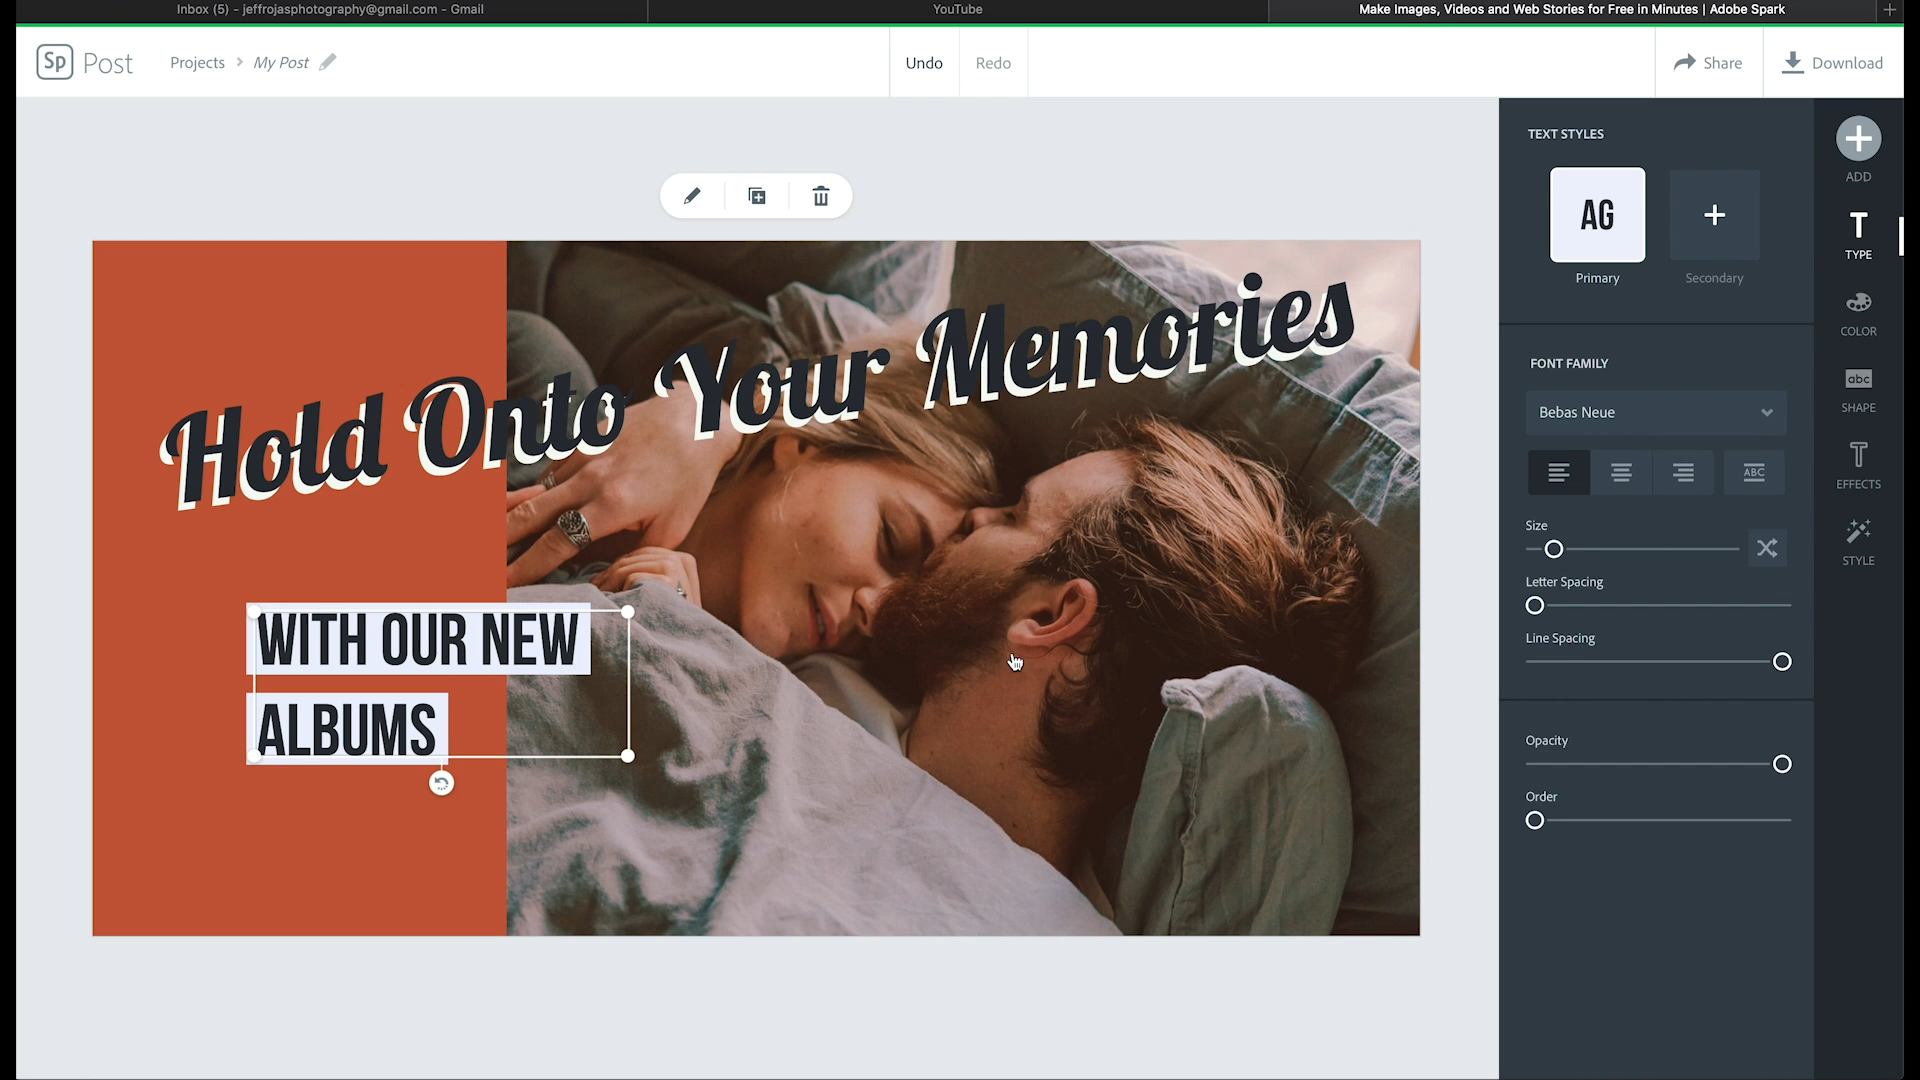 Inbox (5) - jeffrojasphotography@gmail.com - Gmail
YouTube
Make Images, Videos and Web Stories for Free in Minutes | Adobe Spark
Sp Post
Projects > My Post
Undo
Redo
Share
Download
TEXT STYLES
AG
Primary
Secondary
FONT FAMILY
Bebas Neue
ABC
Size
Letter Spacing
Line Spacing
Opacity
Order
ADD
T
TYPE
COLOR
abc
SHAPE
T
EFFECTS
STYLE
Hold Onto Your Memories
WITH OUR NEW
ALBUMS